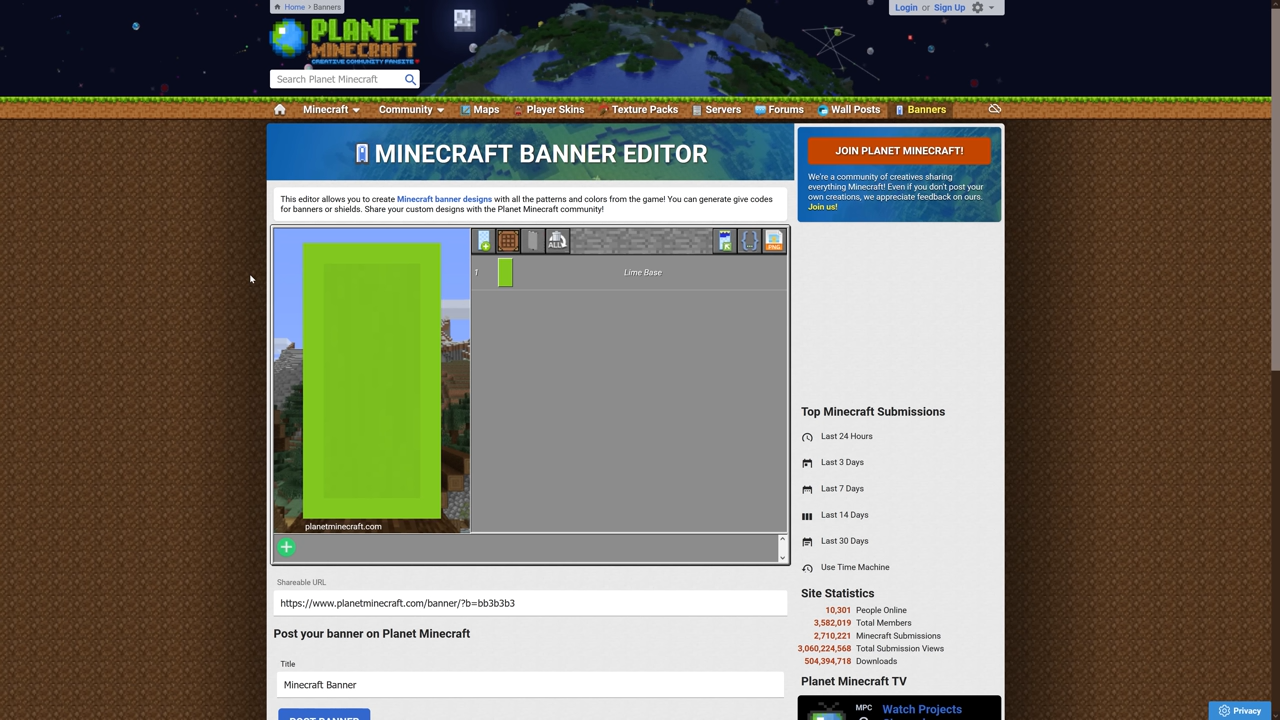 Home › Banners
Login or Sign Up
PLANET
MINECRAFT
CREATIVE COMMUNITY FANSITE
Search Planet Minecraft
Minecraft
Community
Maps
Player Skins
Texture Packs
Servers
Forums
Wall Posts
Banners
MINECRAFT BANNER EDITOR
This editor allows you to create Minecraft banner designs with all the patterns and colors from the game! You can generate give codes
for banners or shields. Share your custom designs with the Planet Minecraft community!
ALL
1
Lime Base
planetminecraft.com
Shareable URL
https://www.planetminecraft.com/banner/?b=bb3b3b3
Post your banner on Planet Minecraft
Title
Minecraft Banner
POST BANNER
JOIN PLANET MINECRAFT!
We're a community of creatives sharing
everything Minecraft! Even if you don't post your
own creations, we appreciate feedback on ours.
Join us!
Top Minecraft Submissions
Last 24 Hours
Last 3 Days
Last 7 Days
Last 14 Days
Last 30 Days
Use Time Machine
Site Statistics
10,301 People Online
3,582,019 Total Members
2,710,221 Minecraft Submissions
3,060,224,568 Total Submission Views
504,394,718 Downloads
Planet Minecraft TV
MPC
Watch Projects
Privacy